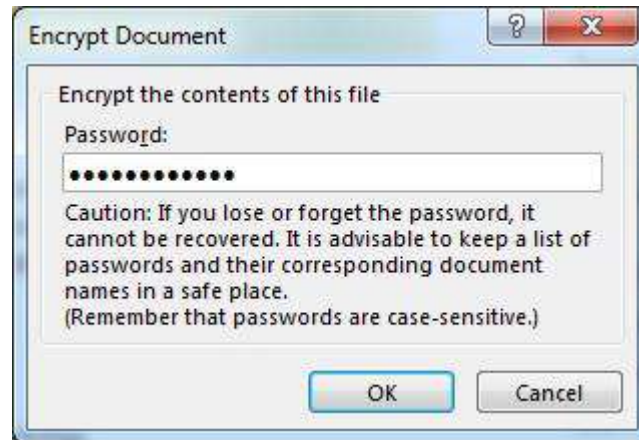 Encrypt Document
Encrypt the contents of this file
Password:
••••••••••••
Caution: If you lose or forget the password, it
cannot be recovered. It is advisable to keep a list of
passwords and their corresponding document
names in a safe place.
(Remember that passwords are case-sensitive.)
OK
Cancel